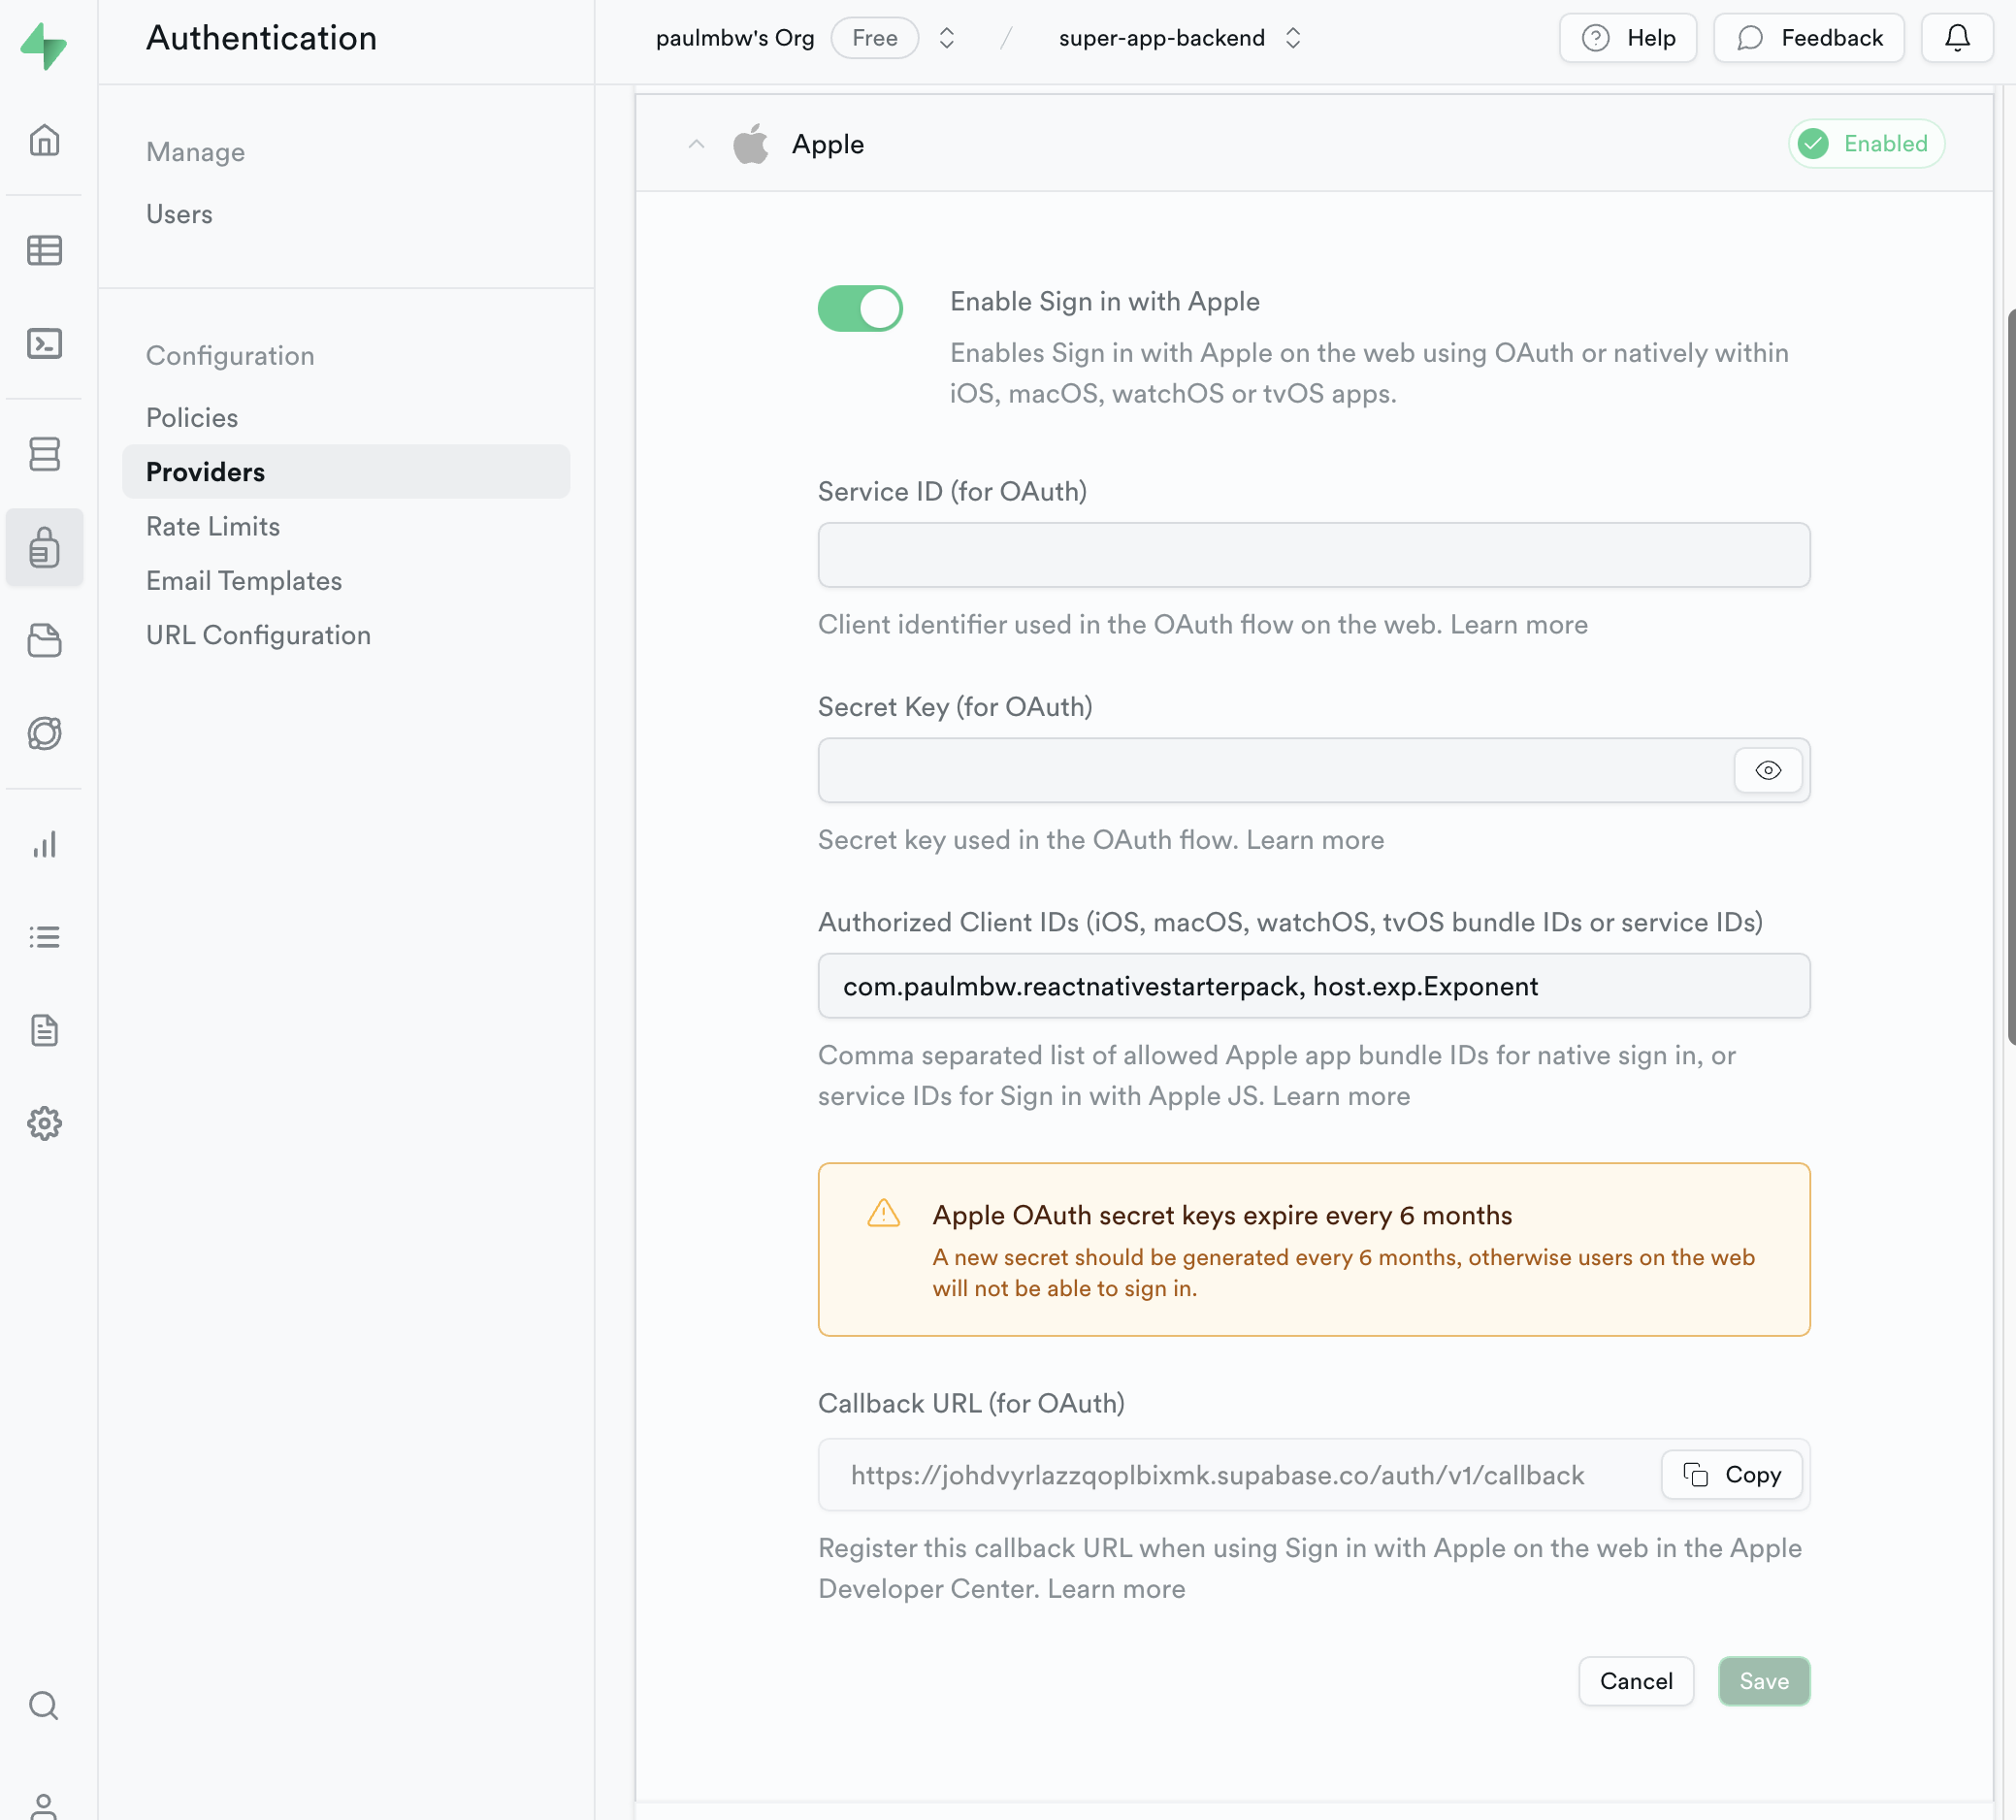 Authentication
paulmbw's Org
Free
/
super-app-backend
Help
Feedback
Manage
Users
Configuration
Policies
Providers
Rate Limits
Email Templates
URL Configuration
Apple
Enabled
Enable Sign in with Apple
Enables Sign in with Apple on the web using OAuth or natively within
iOS, macOS, watchOS or tvOS apps.
Service ID (for OAuth)
Client identifier used in the OAuth flow on the web. Learn more
Secret Key (for OAuth)
Secret key used in the OAuth flow. Learn more
Authorized Client IDs (iOS, macOS, watchOS, tvOS bundle IDs or service IDs)
com.paulmbw.reactnativestarterpack, host.exp.Exponent
Comma separated list of allowed Apple app bundle IDs for native sign in, or
service IDs for Sign in with Apple JS. Learn more
Apple OAuth secret keys expire every 6 months
A new secret should be generated every 6 months, otherwise users on the web
will not be able to sign in.
Callback URL (for OAuth)
https://johdvyrlazzqoplbixmk.supabase.co/auth/v1/callback
Copy
Register this callback URL when using Sign in with Apple on the web in the Apple
Developer Center. Learn more
Cancel
Save